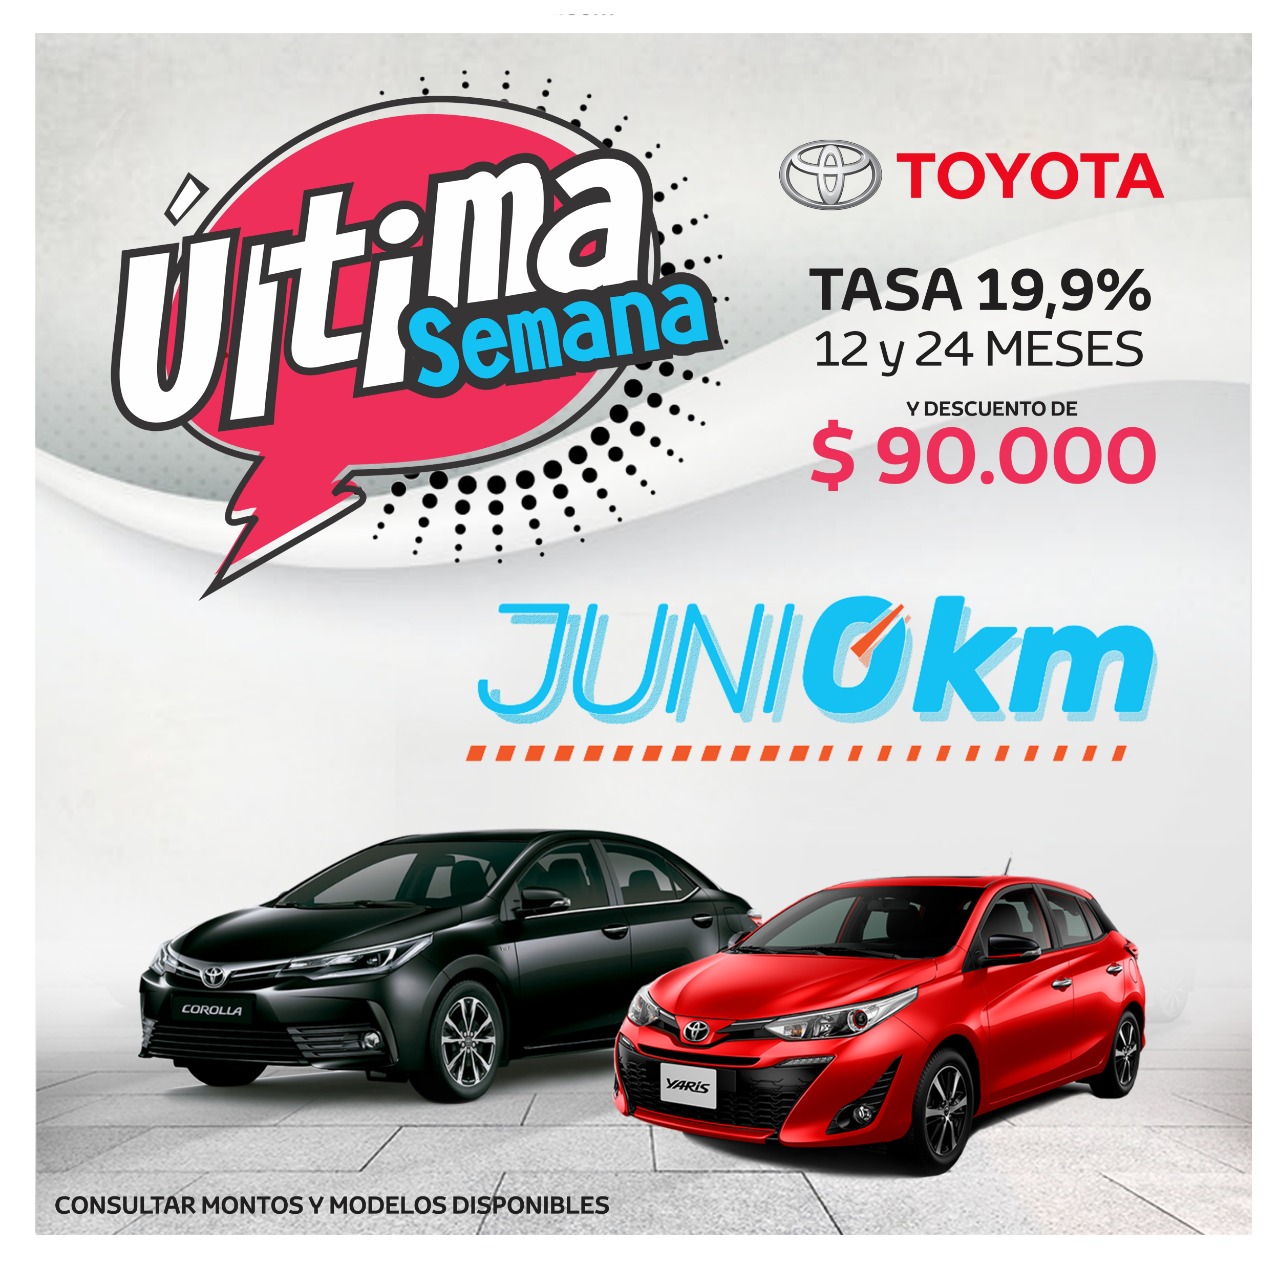 Última
Semana
TOYOTA
TASA 19,9%
12 y 24 MESES
Y DESCUENTO DE
$ 90.000
JUNI0km
COROLLA
YARiS
CONSULTAR MONTOS Y MODELOS DISPONIBLES